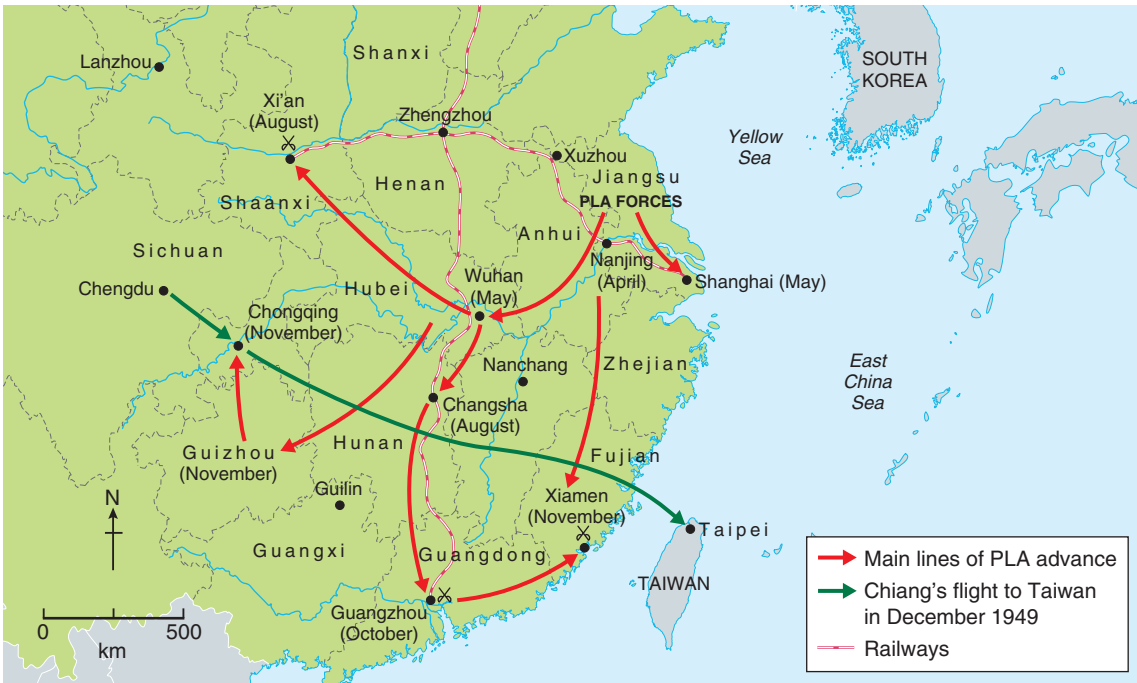 Lanzhou
Shanxi
SOUTH
KOREA
Xi'an
(August)
Zhengzhou
Yellow
Sea
Xuzhou
Jiangsu
Henan
PLA FORCES
Shaanxi
Anhui
Sichuan
Nanjing
(April)
Wuhan
(May)
Shanghai (May)
Chengdu
Hubei
Chongqing
(November)
Nanchang
Zhejian
East
China
Sea
Changsha
(August)
Hunan
Guizhou
(November)
Fujian
Guilin
Xiamen
(November)
N
Taipei
Guangxi
Guangdong
TAIWAN
Guangzhou
(October)
0 500
km
Main lines of PLA advance
Chiang's flight to Taiwan
in December 1949
Railways